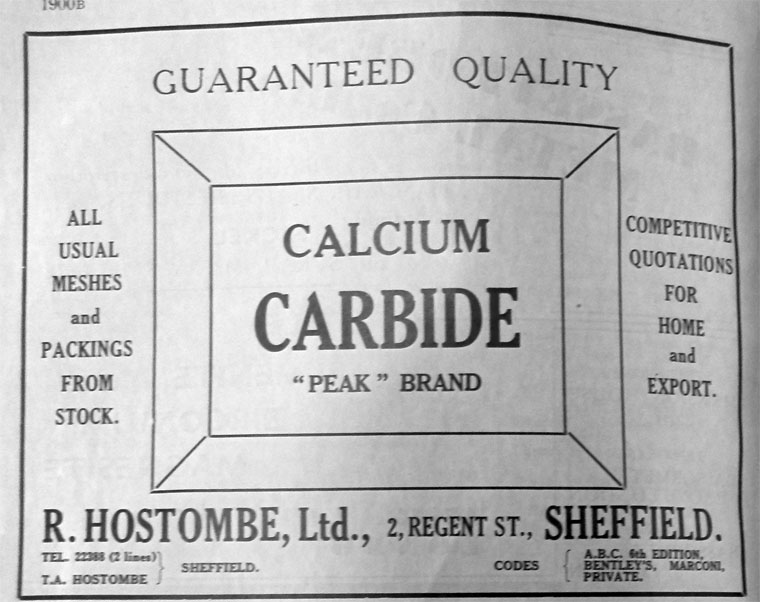 1900B
GUARANTEED QUALITY
ALL
USUAL
MESHES
and
PACKINGS
FROM
STOCK.
CALCIUM
CARBIDE
“PEAK” BRAND
COMPETITIVE
QUOTATIONS
FOR
HOME
and
EXPORT.
R. HOSTOMBE, Ltd., 2, REGENT ST., SHEFFIELD.
TEL. 22388 (2 lines)
T.A. HOSTOMBE
SHEFFIELD.
CODES
A.B.C. 6th EDITION,
BENTLEY'S, MARCONI,
PRIVATE.